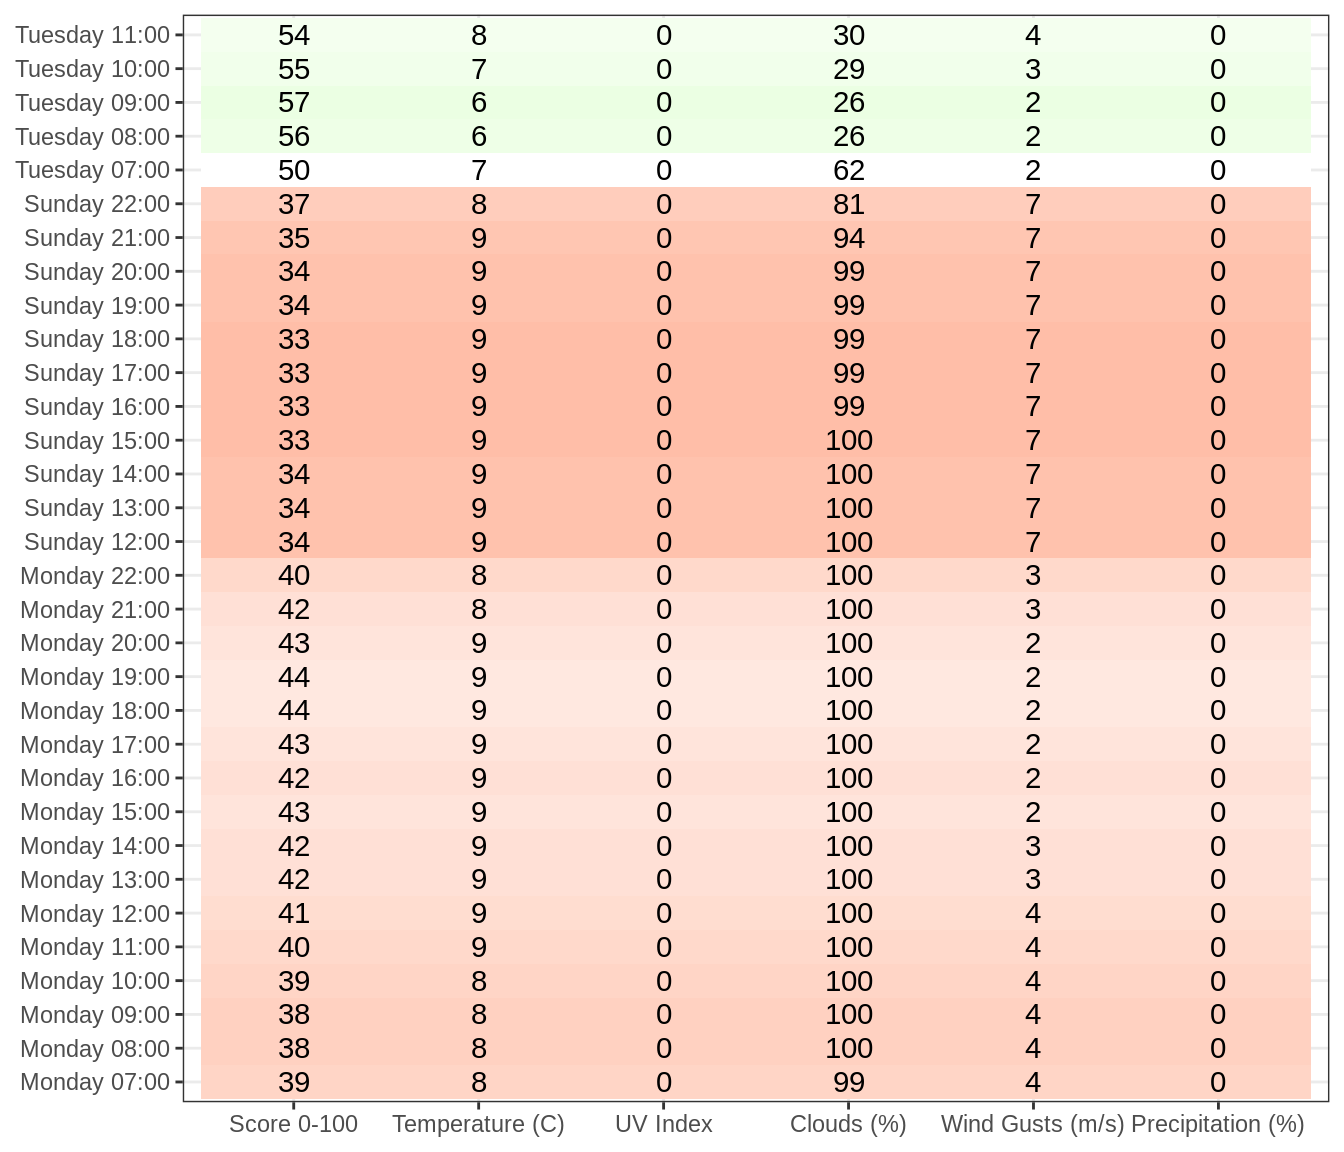 Tuesday 11:00 54 8 0 30 4 0
Tuesday 10:00 55 7 0 29 3 0
Tuesday 09:00 57 6 0 26 2 0
Tuesday 08:00 56 6 0 26 2 0
Tuesday 07:00 50 7 0 62 2 0
Sunday 22:00 37 8 0 81 7 0
Sunday 21:00 35 9 0 94 7 0
Sunday 20:00 34 9 0 99 7 0
Sunday 19:00 34 9 0 99 7 0
Sunday 18:00 33 9 0 99 7 0
Sunday 17:00 33 9 0 99 7 0
Sunday 16:00 33 9 0 99 7 0
Sunday 15:00 33 9 0 100 7 0
Sunday 14:00 34 9 0 100 7 0
Sunday 13:00 34 9 0 100 7 0
Sunday 12:00 34 9 0 100 7 0
Monday 22:00 40 8 0 100 3 0
Monday 21:00 42 8 0 100 3 0
Monday 20:00 43 9 0 100 2 0
Monday 19:00 44 9 0 100 2 0
Monday 18:00 44 9 0 100 2 0
Monday 17:00 43 9 0 100 2 0
Monday 16:00 42 9 0 100 2 0
Monday 15:00 43 9 0 100 2 0
Monday 14:00 42 9 0 100 3 0
Monday 13:00 42 9 0 100 3 0
Monday 12:00 41 9 0 100 4 0
Monday 11:00 40 9 0 100 4 0
Monday 10:00 39 8 0 100 4 0
Monday 09:00 38 8 0 100 4 0
Monday 08:00 38 8 0 100 4 0
Monday 07:00 39 8 0 99 4 0
Score 0-100 Temperature (C) UV Index Clouds (%) Wind Gusts (m/s) Precipitation (%)